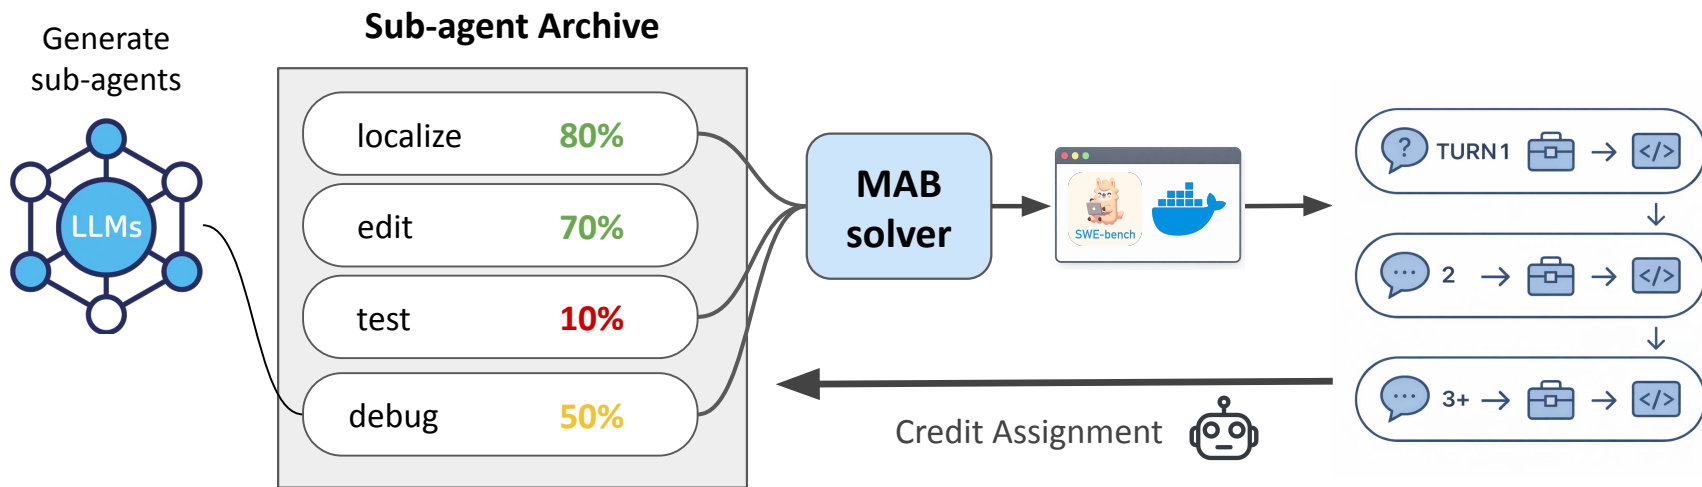 Generate
sub-agents
LLMs
Sub-agent Archive
localize 80%
edit 70%
test 10%
debug 50%
MAB
solver
SWE-bench
? TURN 1 </>
... 2 </>
... 3+ </>
Credit Assignment